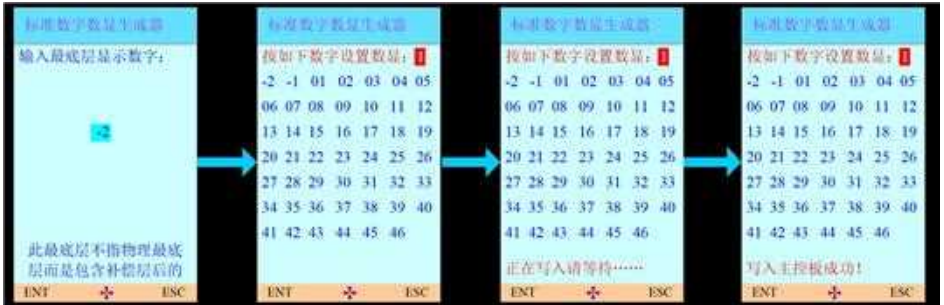 标准数字数显生成器
输入最底层显示数字:
-2
此最底层不指物理最底
层而是包含补偿层后的
ENT ESC
标准数字数显生成器
按如下数字设置数显: 1
-2 -1 01 02 03 04 05
06 07 08 09 10 11 12
13 14 15 16 17 18 19
20 21 22 23 24 25 26
27 28 29 30 31 32 33
34 35 36 37 38 39 40
41 42 43 44 45 46
ENT ESC
标准数字数显生成器
按如下数字设置数显: 1
-2 -1 01 02 03 04 05
06 07 08 09 10 11 12
13 14 15 16 17 18 19
20 21 22 23 24 25 26
27 28 29 30 31 32 33
34 35 36 37 38 39 40
41 42 43 44 45 46
正在写入请等待……
ENT ESC
标准数字数显生成器
按如下数字设置数显: 1
-2 -1 01 02 03 04 05
06 07 08 09 10 11 12
13 14 15 16 17 18 19
20 21 22 23 24 25 26
27 28 29 30 31 32 33
34 35 36 37 38 39 40
41 42 43 44 45 46
写入主控板成功!
ENT ESC